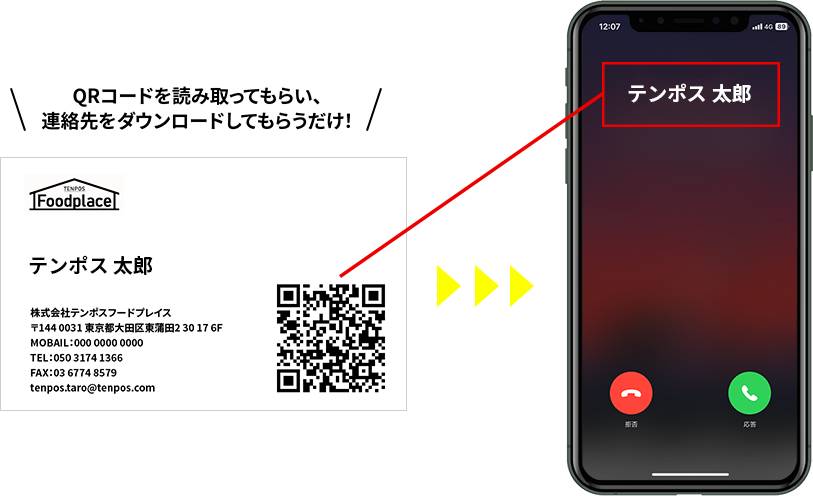 QRコードを読み取ってもらい、
連絡先をダウンロードしてもらうだけ!
TENPOS
Foodplace
テンポス 太郎
株式会社テンポスフードプレイス
〒144 0031 東京都大田区東蒲田2 30 17 6F
MOBAIL:000 0000 0000
TEL:050 3174 1366
FAX:03 6774 8579
tenpos.taro@tenpos.com
12:07
4G 89
テンポス 太郎
拒否
応答